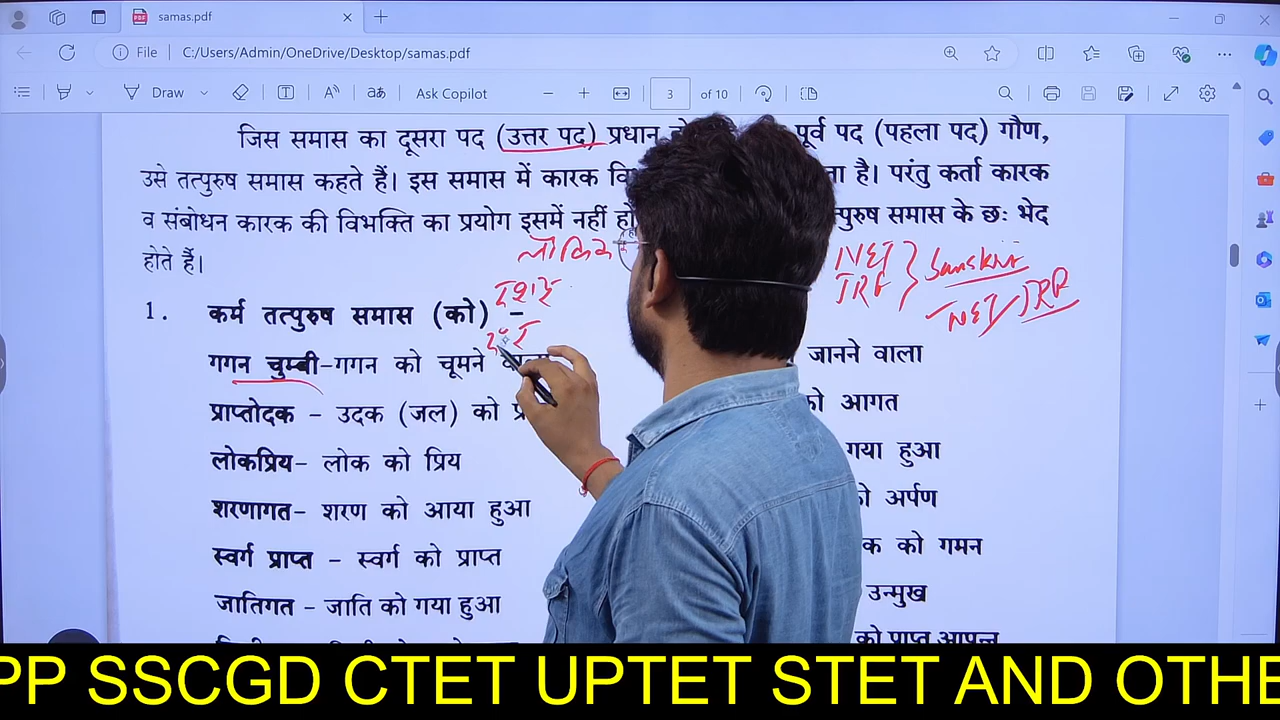 samas.pdf
File C:/Users/Admin/OneDrive/Desktop/samas.pdf
Draw Ask Copilot 3 of 10
जिस समास का दूसरा पद (उत्तर पद) प्रधान पूर्व पद (पहला पद) गौण,
उसे तत्पुरुष समास कहते हैं। इस समास में कारक है। परंतु कर्ता कारक
व संबोधन कारक की विभक्ति का प्रयोग इसमें नहीं समास के छः भेद
होते हैं।
लौकिक
NET
JRF
Sanskrit
NET/JRF
1. कर्म तत्पुरुष समास (को) –
गगन चुम्बी-गगन को चूमने जानने वाला
प्राप्तोदक – उदक (जल) को आगत
लोकप्रिय– लोक को प्रिय गया हुआ
शरणागत– शरण को आया हुआ अर्पण
स्वर्ग प्राप्त – स्वर्ग को प्राप्त को गमन
जातिगत – जाति को गया हुआ उन्मुख
को प्राप्त आपन्न
PP SSCGD CTET UPTET STET AND OTHE